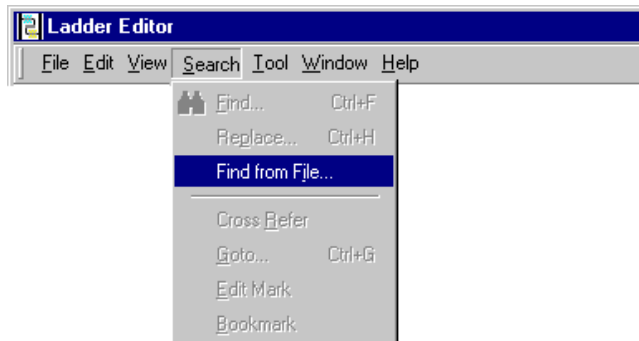 Ladder Editor
File Edit View Search Tool Window Help
Find... Ctrl+F
Replace... Ctrl+H
Find from File...
Cross Refer
Goto... Ctrl+G
Edit Mark
Bookmark